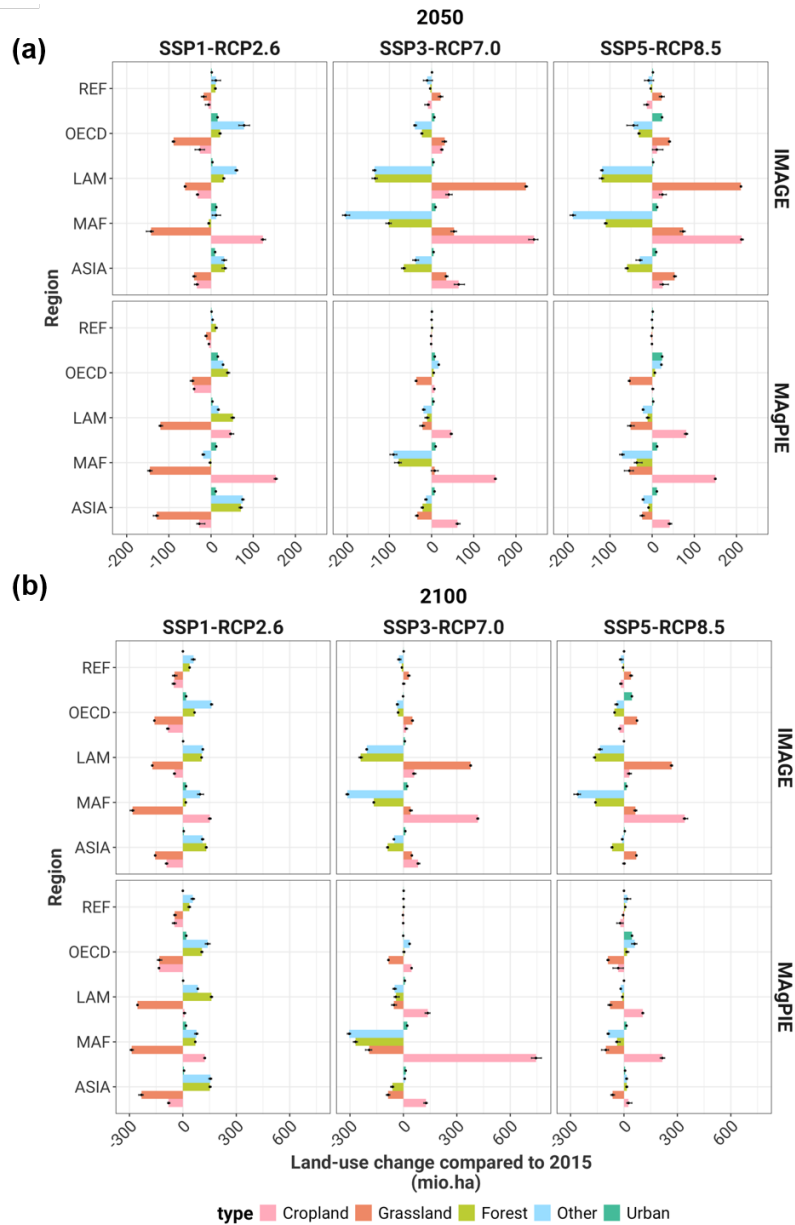 2050
(a)
SSP1-RCP2.6 SSP3-RCP7.0 SSP5-RCP8.5
REF
OECD
LAM
MAF
ASIA
IMAGE
Region
REF
OECD
LAM
MAF
ASIA
MAgPIE
-200 -100 0 100 200 -200 -100 0 100 200 -200 -100 0 100 200
(b)
2100
SSP1-RCP2.6 SSP3-RCP7.0 SSP5-RCP8.5
REF
OECD
LAM
MAF
ASIA
IMAGE
Region
REF
OECD
LAM
MAF
ASIA
MAgPIE
-300 0 300 600 -300 0 300 600 -300 0 300 600
Land-use change compared to 2015
(mio.ha)
type Cropland Grassland Forest Other Urban